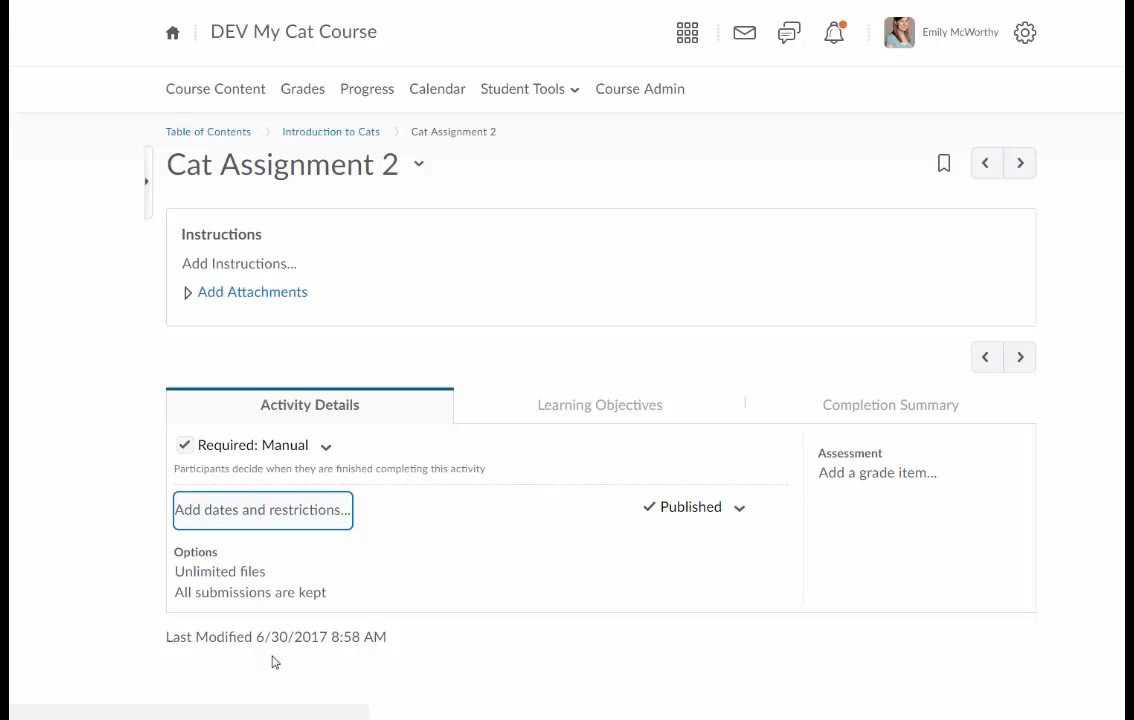 DEV My Cat Course
Emily McWorthy
Course Content Grades Progress Calendar Student Tools Course Admin
Table of Contents Introduction to Cats Cat Assignment 2
Cat Assignment 2
Instructions
Add Instructions...
Add Attachments
Activity Details Learning Objectives Completion Summary
Required: Manual
Participants decide when they are finished completing this activity
Assessment
Add a grade item...
Add dates and restrictions...
Published
Options
Unlimited files
All submissions are kept
Last Modified 6/30/2017 8:58 AM